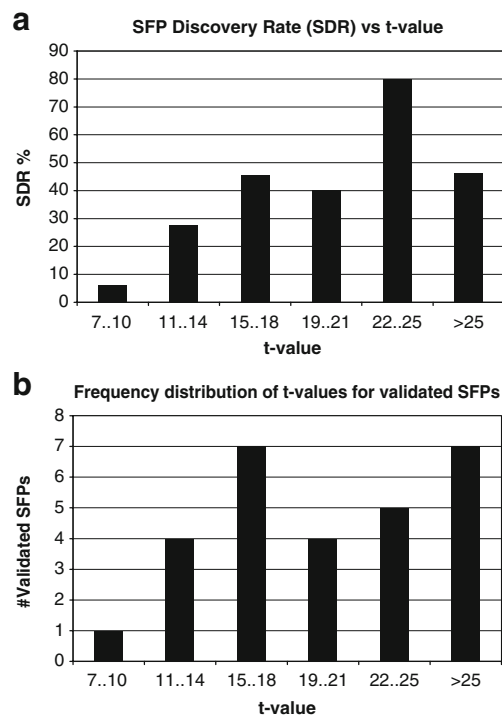 a
SFP Discovery Rate (SDR) vs t-value
SDR %
90
80
70
60
50
40
30
20
10
0
7..10 11..14 15..18 19..21 22..25 >25
t-value
b
Frequency distribution of t-values for validated SFPs
#Validated SFPs
8
7
6
5
4
3
2
1
0
7..10 11..14 15..18 19..21 22..25 >25
t-value